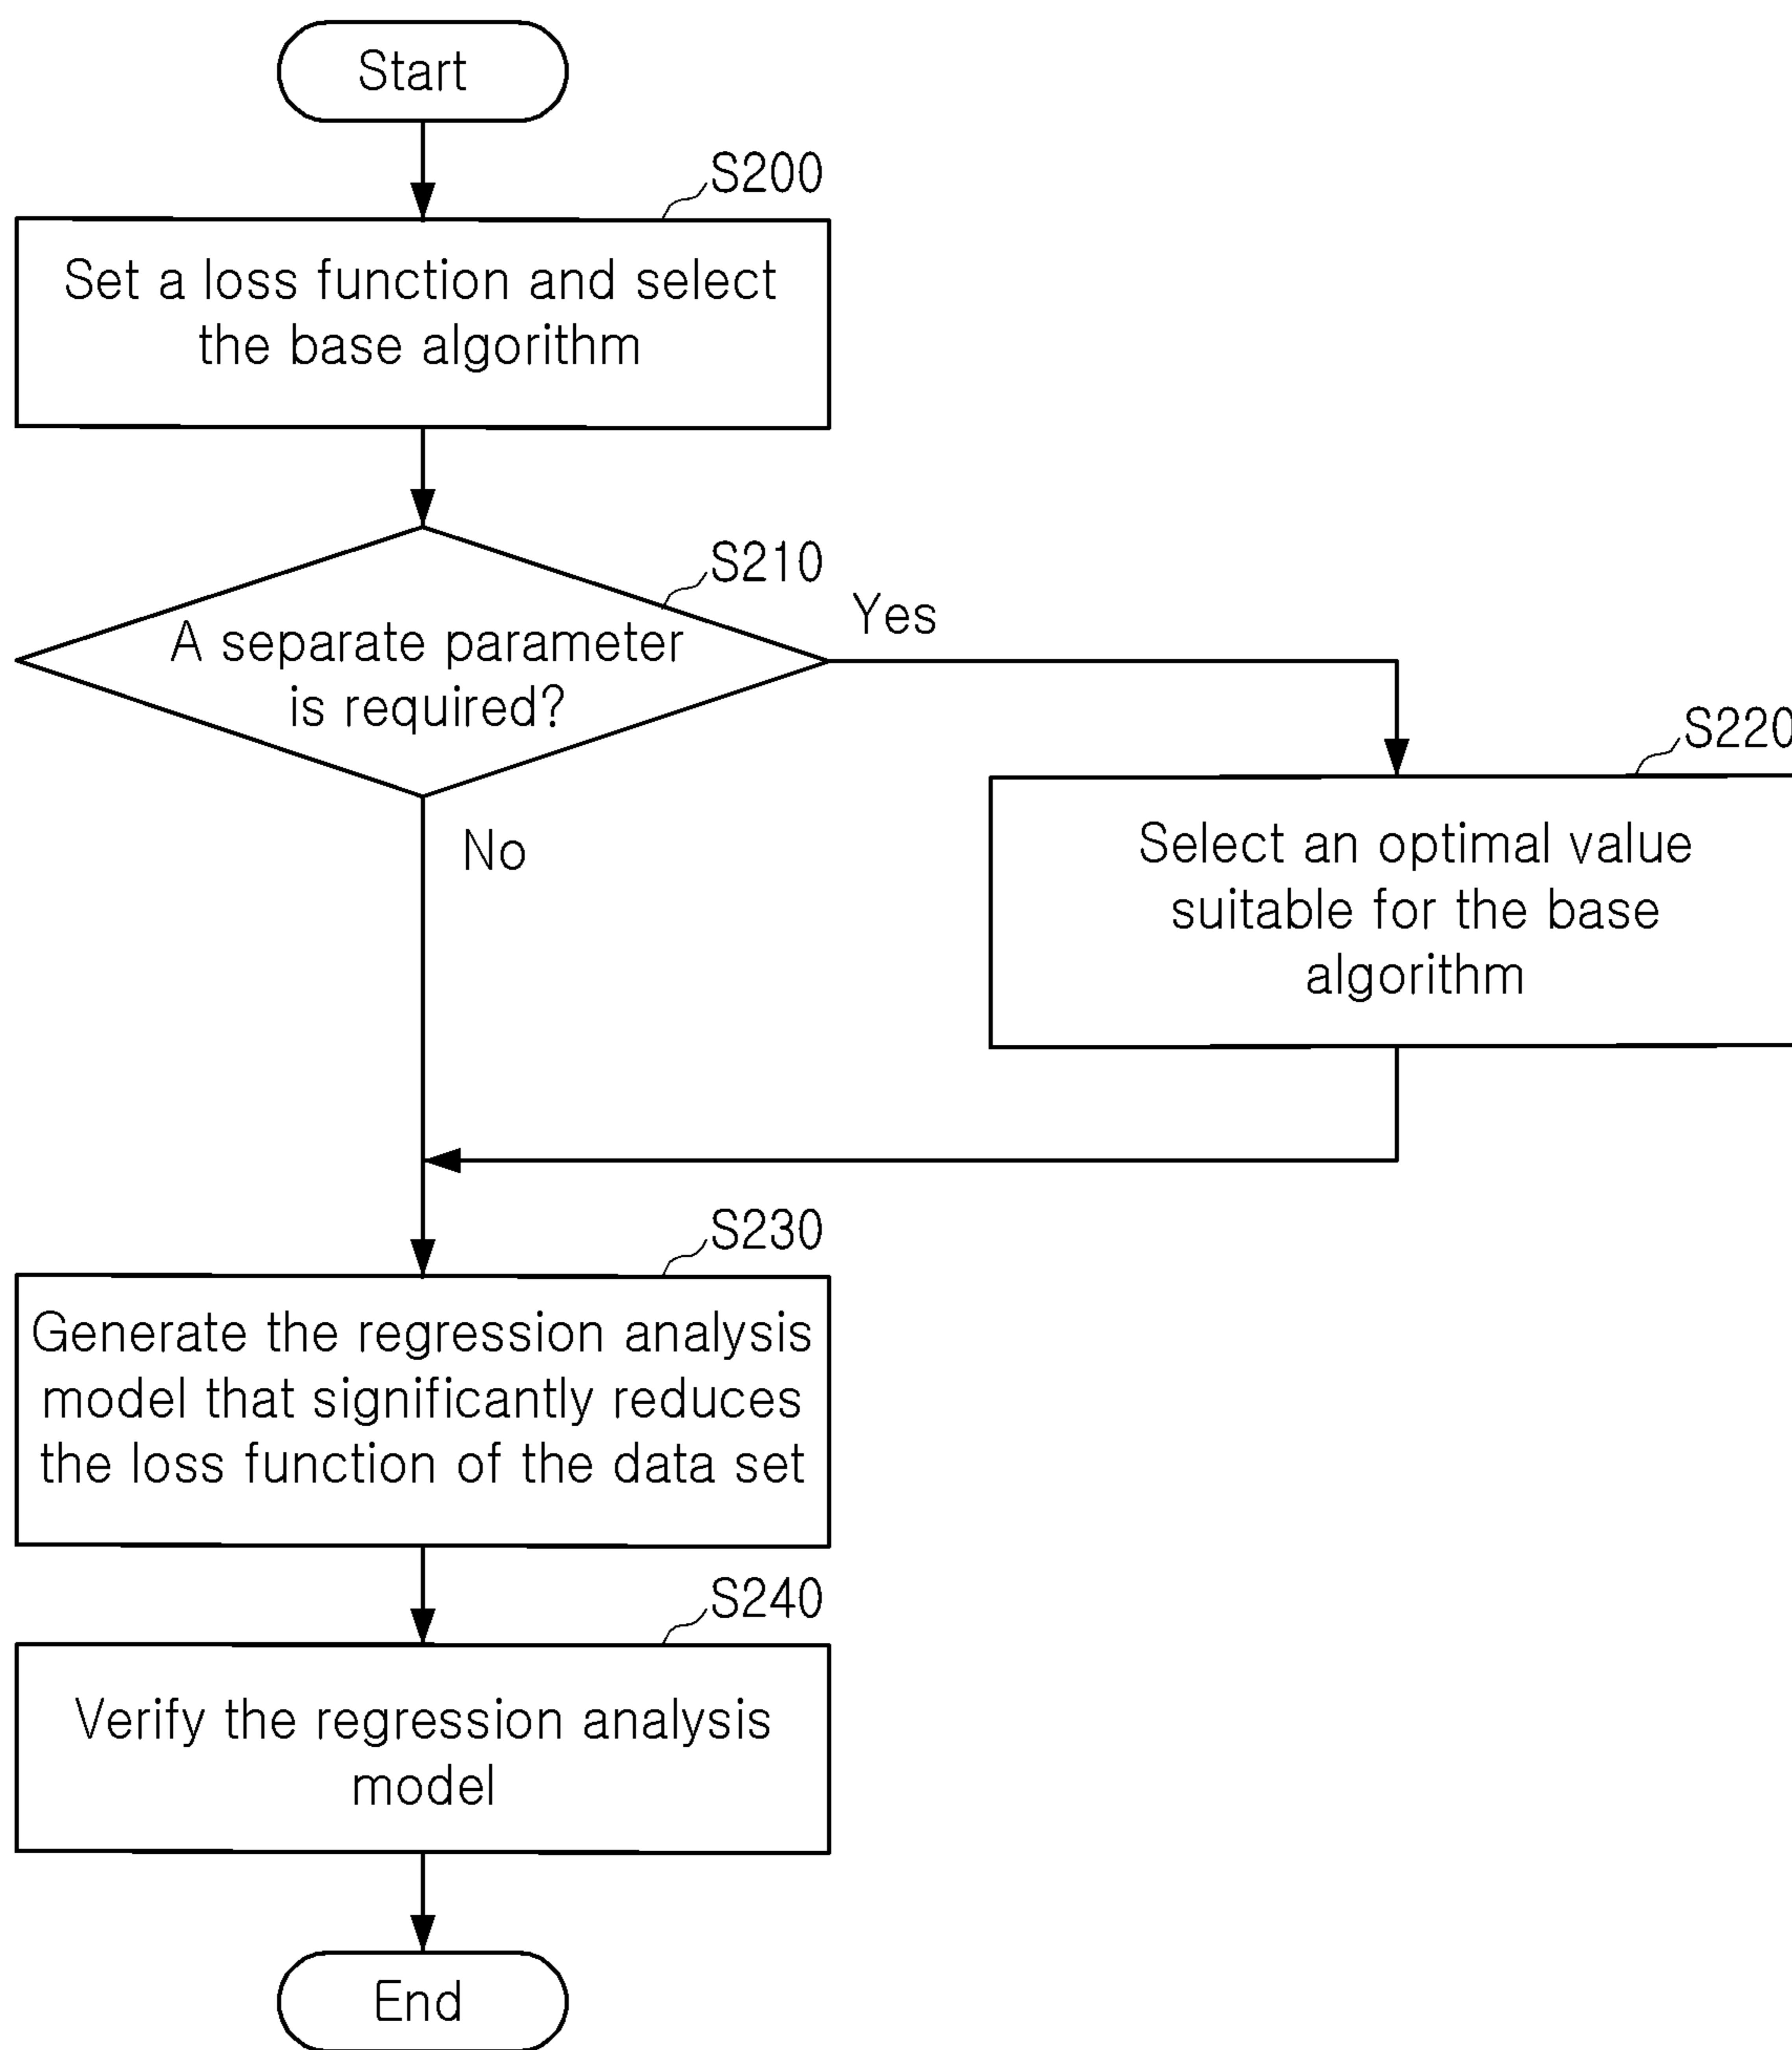 Start
S200
Set a loss function and select
the base algorithm
S210
A separate parameter
is required?
Yes
No
S220
Select an optimal value
suitable for the base
algorithm
S230
Generate the regression analysis
model that significantly reduces
the loss function of the data set
S240
Verify the regression analysis
model
End